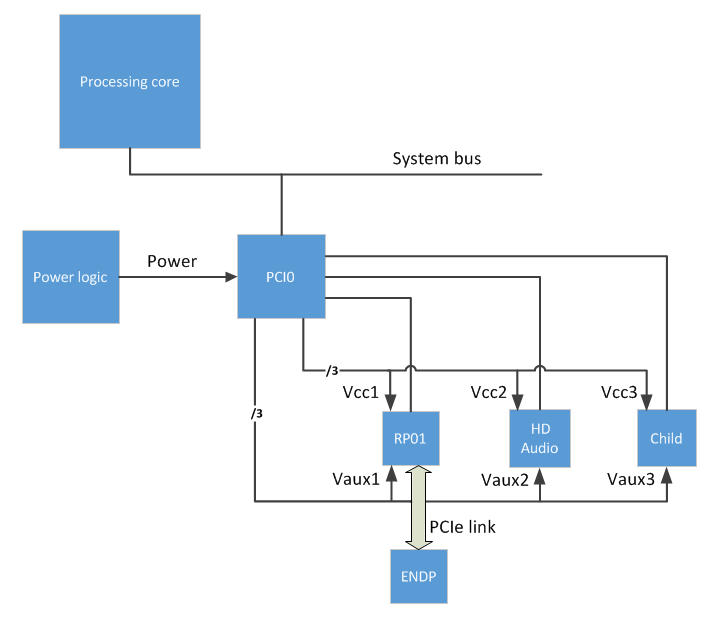 Processing core
System bus
Power logic
Power
PCI0
/3
/3
Vcc1
Vcc2
Vcc3
RP01
HD
Audio
Child
Vaux1
Vaux2
Vaux3
PCIe link
ENDP